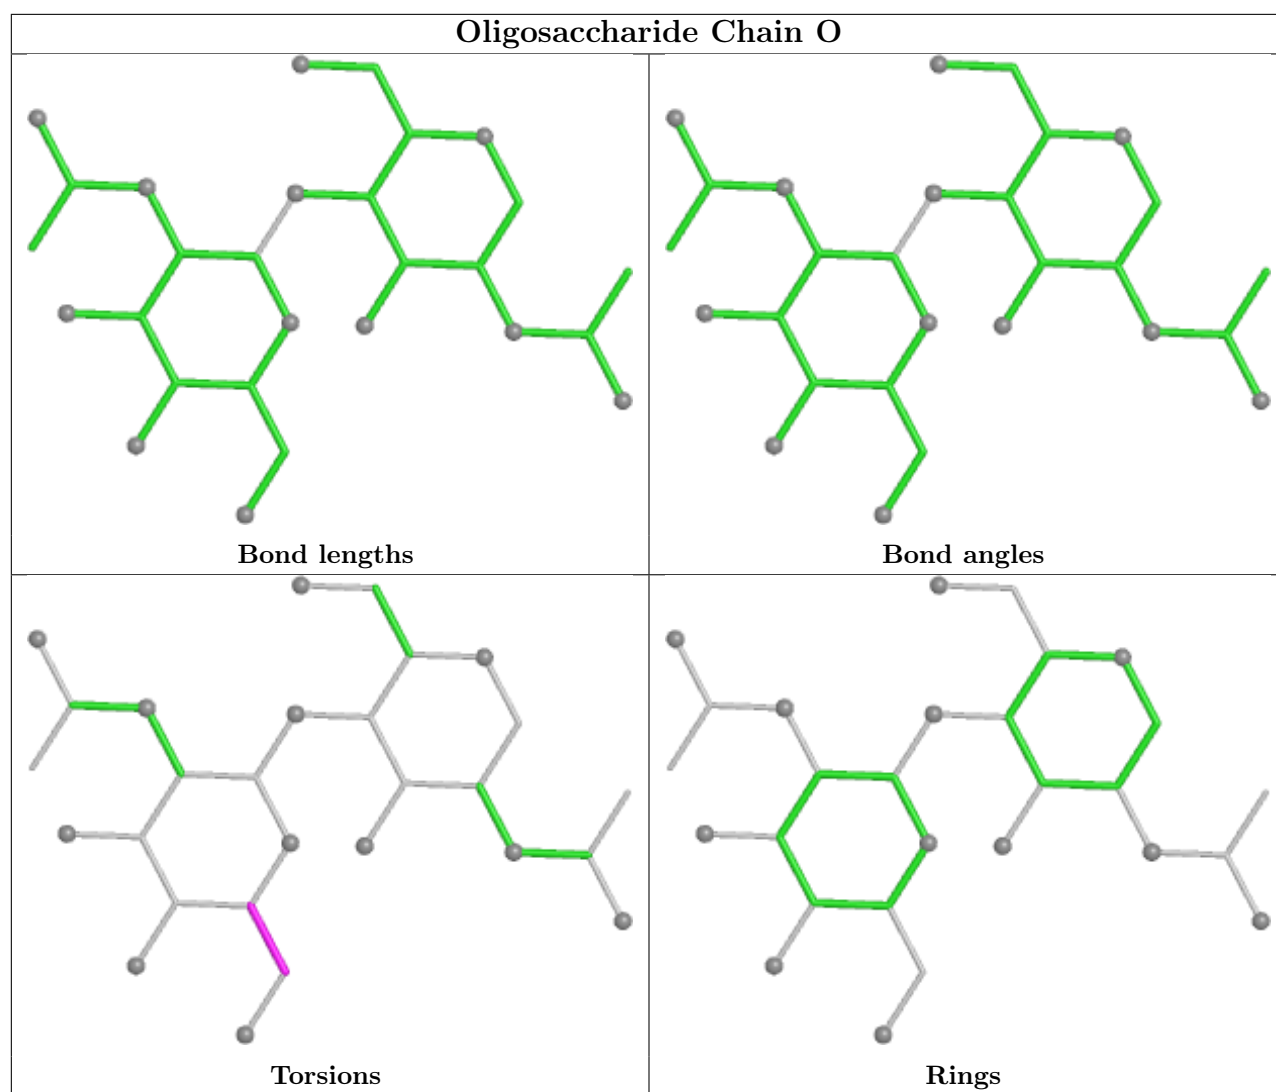 Oligosaccharide Chain O
Bond lengths
Bond angles
Torsions
Rings